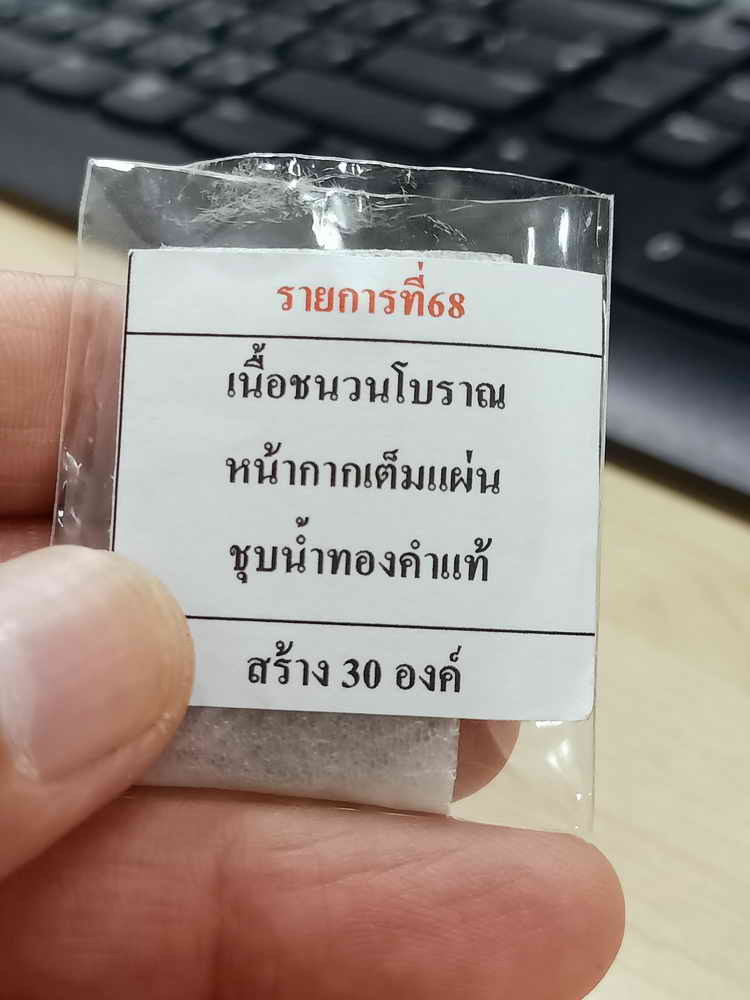 รายการที่68
เนื้อชนวนโบราณ
หน้ากากเต็มแผ่น
ชุบน้ำทองคำแท้
สร้าง 30 องค์